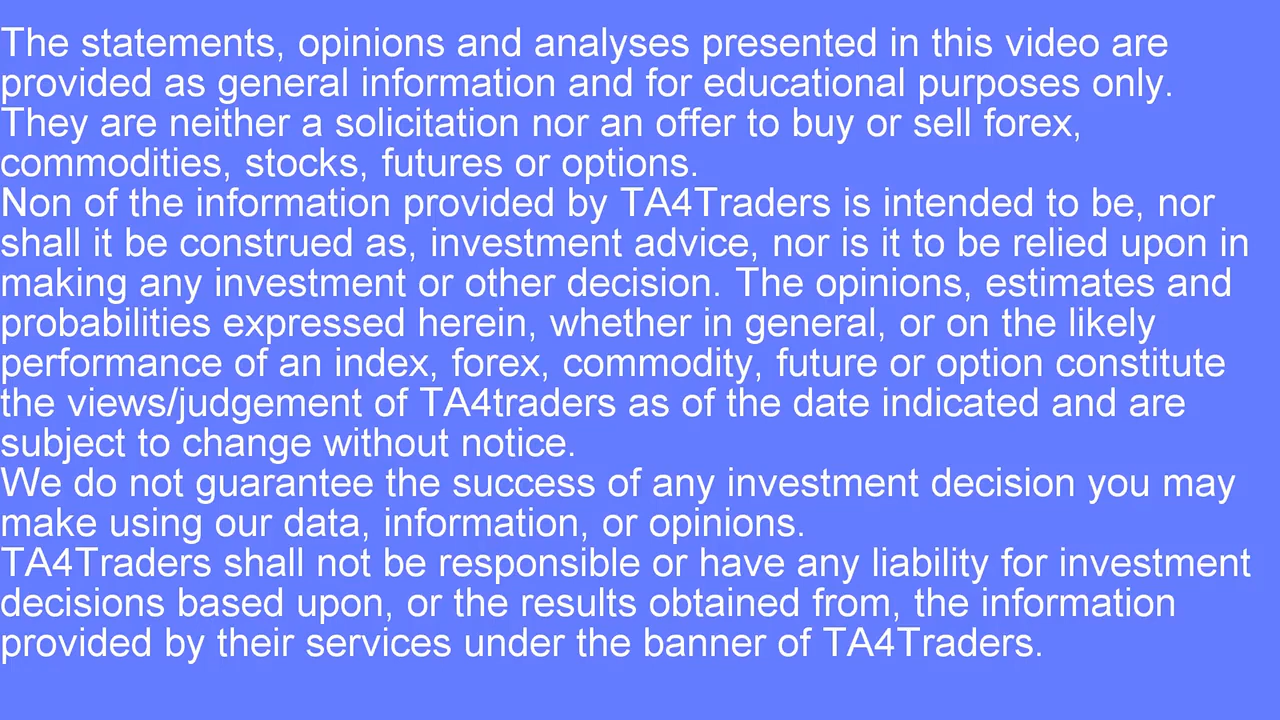 The statements, opinions and analyses presented in this video are
provided as general information and for educational purposes only.
They are neither a solicitation nor an offer to buy or sell forex,
commodities, stocks, futures or options.
Non of the information provided by TA4Traders is intended to be, nor
shall it be construed as, investment advice, nor is it to be relied upon in
making any investment or other decision. The opinions, estimates and
probabilities expressed herein, whether in general, or on the likely
performance of an index, forex, commodity, future or option constitute
the views/judgement of TA4traders as of the date indicated and are
subject to change without notice.
We do not guarantee the success of any investment decision you may
make using our data, information, or opinions.
TA4Traders shall not be responsible or have any liability for investment
decisions based upon, or the results obtained from, the information
provided by their services under the banner of TA4Traders.